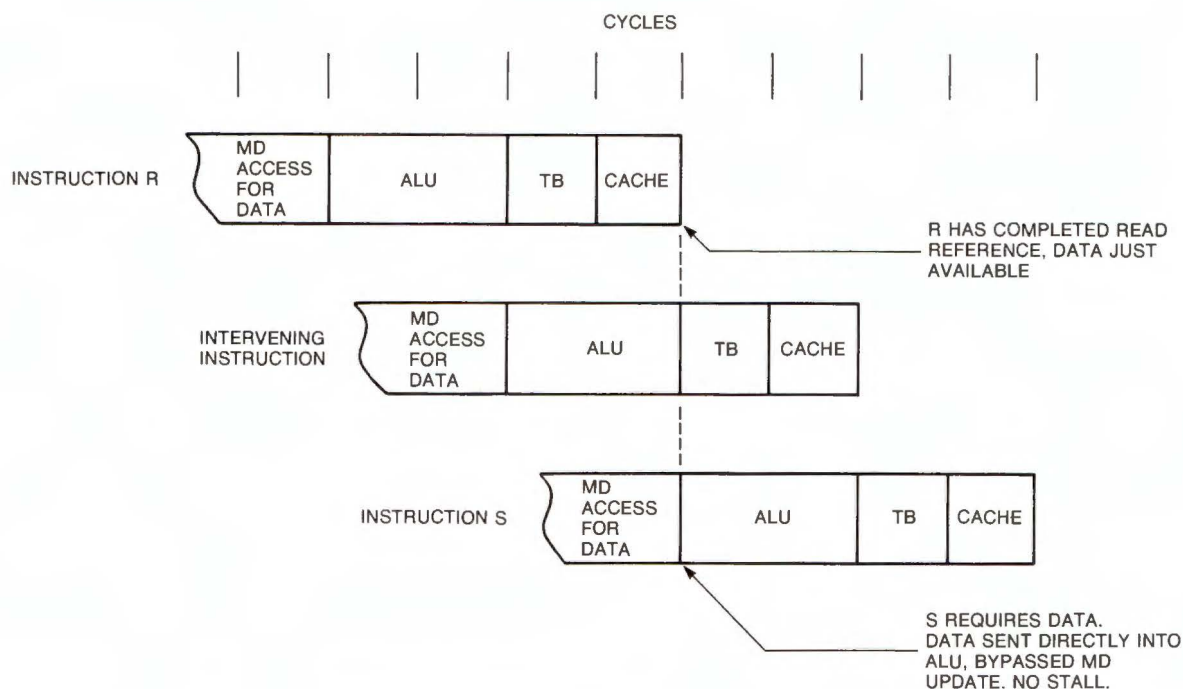 CYCLES
INSTRUCTION R
MD
ACCESS
FOR
DATA
ALU
TB
CACHE
R HAS COMPLETED READ
REFERENCE, DATA JUST
AVAILABLE
INTERVENING
INSTRUCTION
MD
ACCESS
FOR
DATA
ALU
TB
CACHE
INSTRUCTION S
MD
ACCESS
FOR
DATA
ALU
TB
CACHE
S REQUIRES DATA.
DATA SENT DIRECTLY INTO
ALU, BYPASSED MD
UPDATE. NO STALL.